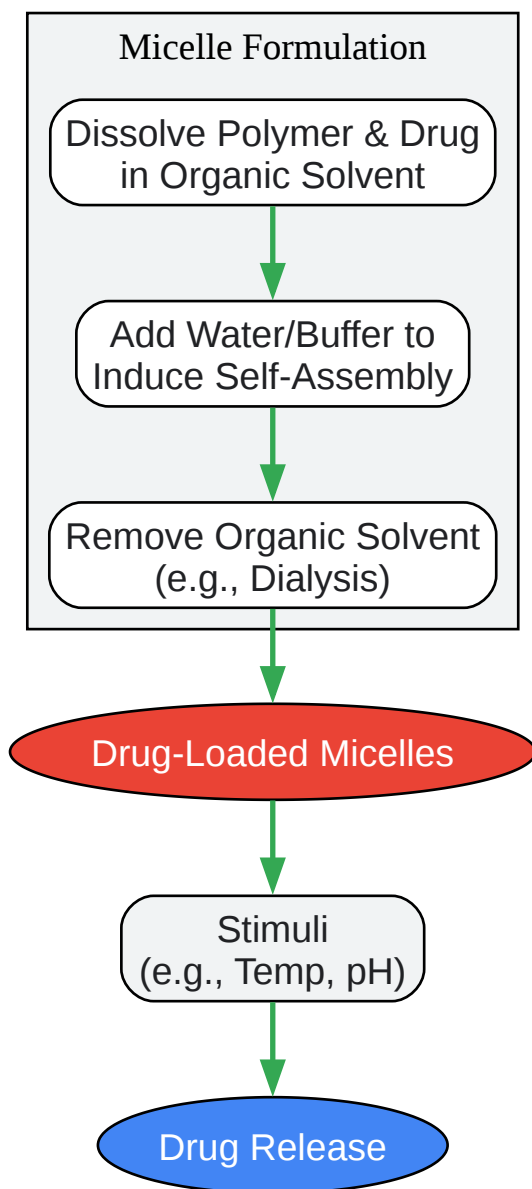 Micelle Formulation
Dissolve Polymer & Drug
in Organic Solvent
Add Water/Buffer to
Induce Self-Assembly
Remove Organic Solvent
(e.g., Dialysis)
Drug-Loaded Micelles
Stimuli
(e.g., Temp, pH)
Drug Release